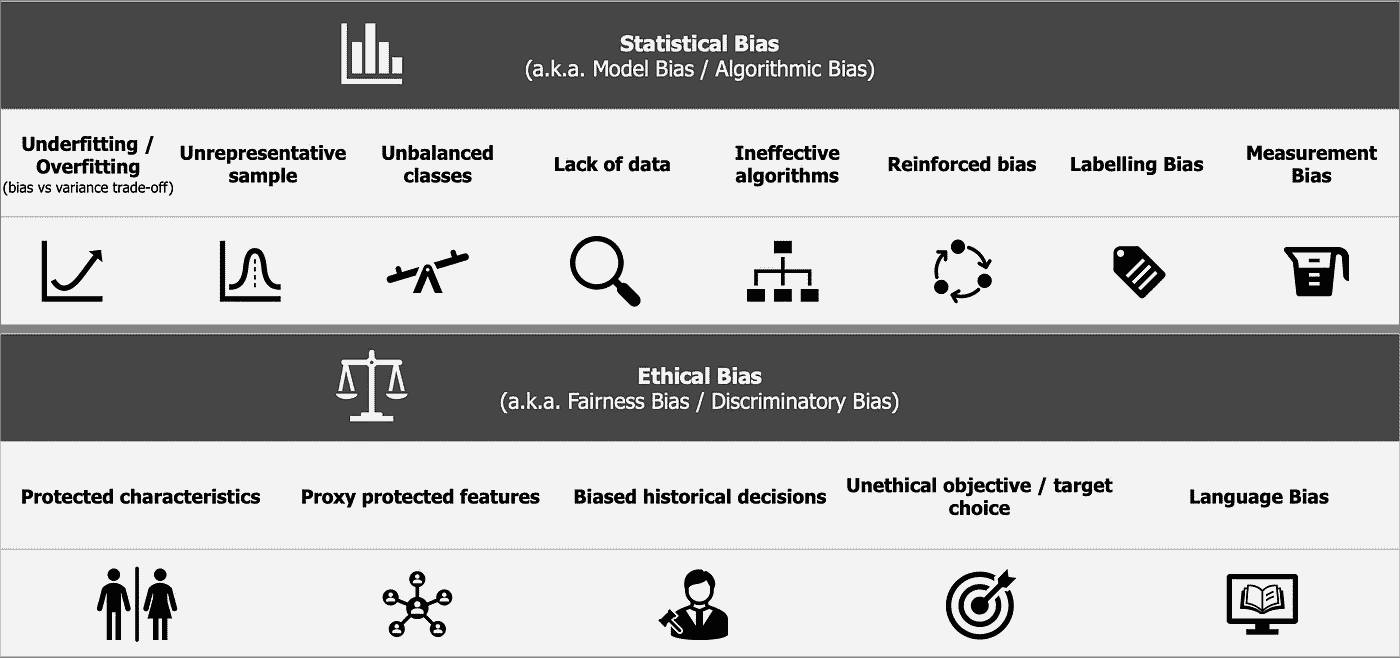 Statistical Bias
(a.k.a. Model Bias / Algorithmic Bias)
Underfitting /
Overfitting
(bias vs variance trade-off)
Unrepresentative
sample
Unbalanced
classes
Lack of data
Ineffective
algorithms
Reinforced bias
Labelling Bias
Measurement
Bias
Ethical Bias
(a.k.a. Fairness Bias / Discriminatory Bias)
Protected characteristics
Proxy protected features
Biased historical decisions
Unethical objective / target
choice
Language Bias